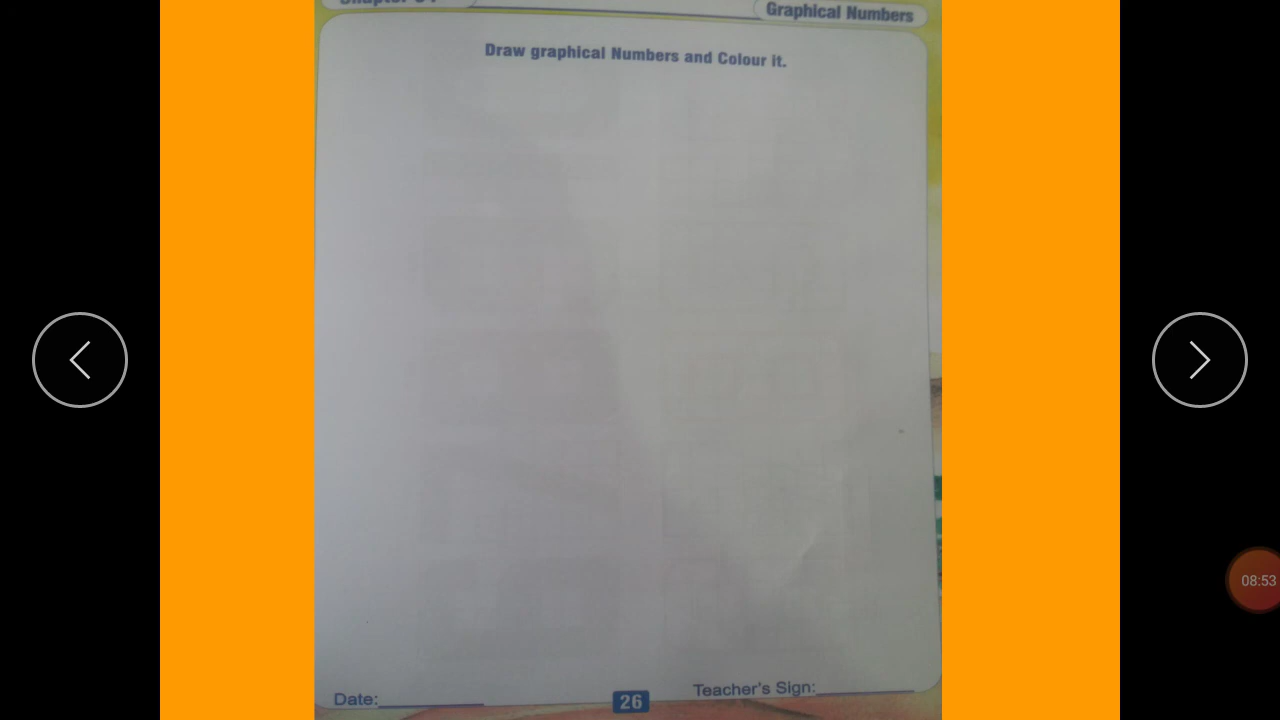 Graphical Numbers
Draw graphical Numbers and Colour it.
Date:
26
Teacher's Sign:
08:53